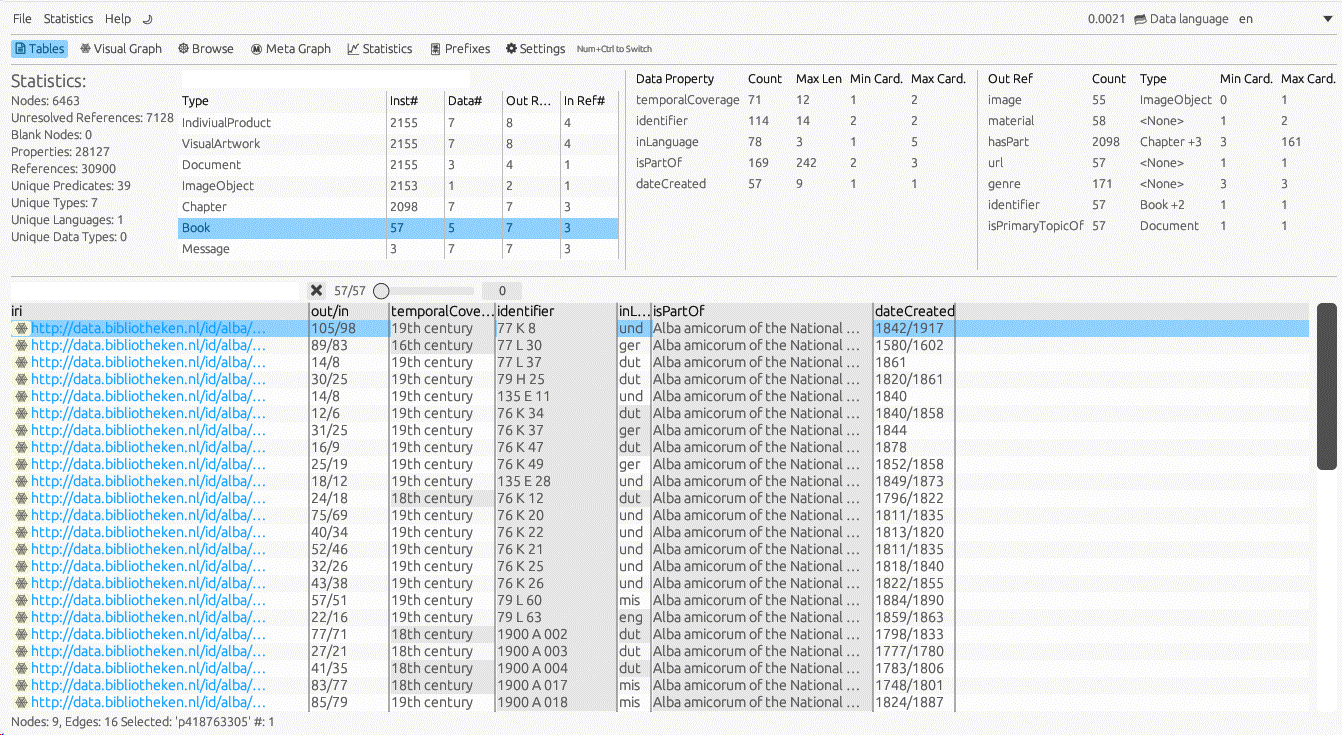 File Statistics Help 0.0021 Data language en
Tables Visual Graph Browse Meta Graph Statistics Prefixes Settings Num+Ctrl to Switch
Statistics:
Nodes: 6463
Unresolved References: 7128
Blank Nodes: 0
Properties: 28127
References: 30900
Unique Predicates: 39
Unique Types: 7
Unique Languages: 1
Unique Data Types: 0
Type Inst# Data# Out R... In Ref#
IndiviualProduct 2155 7 8 4
VisualArtwork 2155 7 8 4
Document 2155 3 4 1
ImageObject 2153 1 2 1
Chapter 2098 7 7 3
Book 57 5 7 3
Message 3 7 7 3
Data Property Count Max Len Min Card. Max Card.
temporalCoverage 71 12 1 2
identifier 114 14 2 2
inLanguage 78 3 1 5
isPartOf 169 242 2 3
dateCreated 57 9 1 1
Out Ref Count Type Min Card. Max Card.
image 55 ImageObject 0 1
material 58 <None> 1 2
hasPart 2098 Chapter +3 3 161
url 57 <None> 1 1
genre 171 <None> 3 3
identifier 57 Book +2 1 1
isPrimaryTopicOf 57 Document 1 1
57/57 0
iri out/in temporalCove... identifier inL... isPartOf dateCreated
http://data.bibliotheken.nl/id/alba/... 105/98 19th century 77 K 8 und Alba amicorum of the National ... 1842/1917
http://data.bibliotheken.nl/id/alba/... 89/83 16th century 77 L 30 ger Alba amicorum of the National ... 1580/1602
http://data.bibliotheken.nl/id/alba/... 14/8 19th century 77 L 37 dut Alba amicorum of the National ... 1861
http://data.bibliotheken.nl/id/alba/... 30/25 19th century 79 H 25 dut Alba amicorum of the National ... 1820/1861
http://data.bibliotheken.nl/id/alba/... 14/8 19th century 135 E 11 und Alba amicorum of the National ... 1840
http://data.bibliotheken.nl/id/alba/... 12/6 19th century 76 K 34 dut Alba amicorum of the National ... 1840/1858
http://data.bibliotheken.nl/id/alba/... 31/25 19th century 76 K 37 ger Alba amicorum of the National ... 1844
http://data.bibliotheken.nl/id/alba/... 16/9 19th century 76 K 47 dut Alba amicorum of the National ... 1878
http://data.bibliotheken.nl/id/alba/... 25/19 19th century 76 K 49 ger Alba amicorum of the National ... 1852/1858
http://data.bibliotheken.nl/id/alba/... 18/12 19th century 135 E 28 und Alba amicorum of the National ... 1849/1873
http://data.bibliotheken.nl/id/alba/... 24/18 18th century 76 K 12 dut Alba amicorum of the National ... 1796/1822
http://data.bibliotheken.nl/id/alba/... 75/69 19th century 76 K 20 und Alba amicorum of the National ... 1811/1835
http://data.bibliotheken.nl/id/alba/... 40/34 19th century 76 K 22 und Alba amicorum of the National ... 1813/1820
http://data.bibliotheken.nl/id/alba/... 52/46 19th century 76 K 21 und Alba amicorum of the National ... 1811/1835
http://data.bibliotheken.nl/id/alba/... 32/26 19th century 76 K 25 und Alba amicorum of the National ... 1818/1840
http://data.bibliotheken.nl/id/alba/... 43/38 19th century 76 K 26 und Alba amicorum of the National ... 1822/1855
http://data.bibliotheken.nl/id/alba/... 57/51 19th century 79 L 60 mis Alba amicorum of the National ... 1884/1890
http://data.bibliotheken.nl/id/alba/... 22/16 19th century 79 L 63 eng Alba amicorum of the National ... 1859/1863
http://data.bibliotheken.nl/id/alba/... 77/71 18th century 1900 A 002 dut Alba amicorum of the National ... 1798/1833
http://data.bibliotheken.nl/id/alba/... 27/21 18th century 1900 A 003 dut Alba amicorum of the National ... 1777/1780
http://data.bibliotheken.nl/id/alba/... 41/35 18th century 1900 A 004 dut Alba amicorum of the National ... 1783/1806
http://data.bibliotheken.nl/id/alba/... 83/77 18th century 1900 A 017 mis Alba amicorum of the National ... 1748/1801
http://data.bibliotheken.nl/id/alba/... 85/79 19th century 1900 A 018 mis Alba amicorum of the National ... 1824/1887
Nodes: 9, Edges: 16 Selected: 'p418763305' #: 1